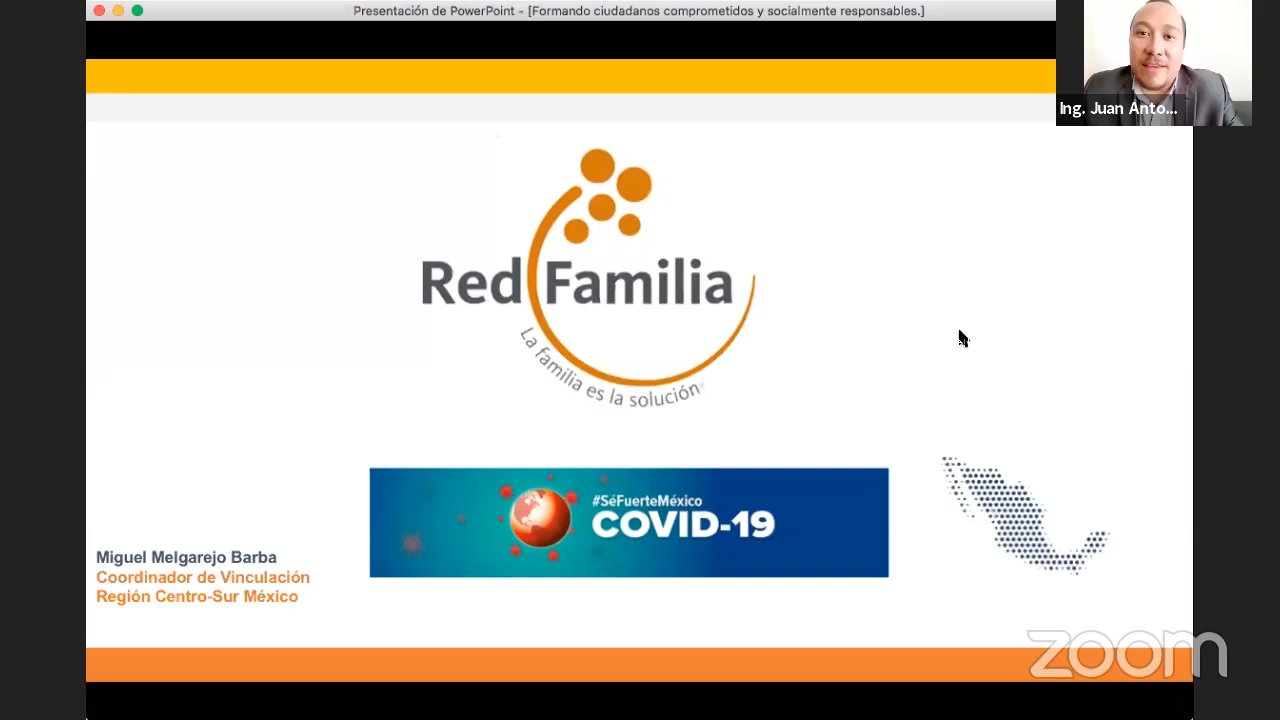 Presentación de PowerPoint - [Formando ciudadanos comprometidos y socialmente responsables.]
Ing. Juan Anto...
Red Familia
La familia es la solución
#SéFuerteMéxico
COVID-19
Miguel Melgarejo Barba
Coordinador de Vinculación
Región Centro-Sur México
zoom